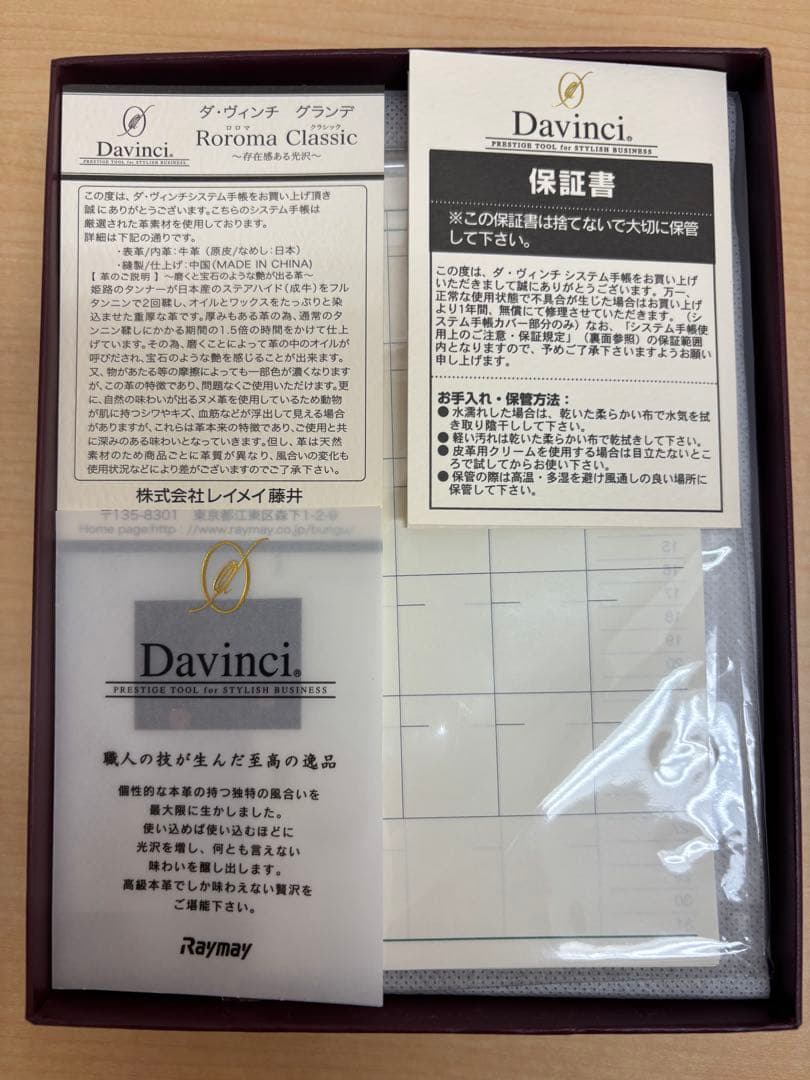 ダ・ヴィンチ グランデ
ロロマ クラシック
Roroma Classic
～存在感ある光沢～
Davinci®
PRESTIGE TOOL for STYLISH BUSINESS
この度は、ダ・ヴィンチシステム手帳をお買い上げ頂き
誠にありがとうございます。こちらのシステム手帳は
厳選された革素材を使用しております。
詳細は下記の通りです。
・表革/内革：牛革（原皮/なめし：日本）
・縫製/仕上げ：中国(MADE IN CHINA)
【 革のご説明 】～磨くと宝石のような艶が出る革～
姫路のタンナーが日本産のステアハイド(成牛)をフル
タンニンで2回鞣し、オイルとワックスをたっぷりと染
込ませた重厚な革です。厚みもある革の為、通常のタ
ンニン鞣しにかかる期間の1.5倍の時間をかけて仕上
げています。その為、磨くことによって革の中のオイルが
呼びだされ、宝石のような艶を感じることが出来ます。
又、物があたる等の摩擦によっても一部色が濃くなります
が、この革の特徴であり、問題なくご使用いただけます。更
に、自然の味わいが出るヌメ革を使用しているため動物
が肌に持つシワやキズ、血筋などが浮出して見える場合
がありますが、これらは革本来の特徴であり、ご使用と共
に深みのある味わいとなっていきます。但し、革は天然
素材のため商品ごとに革質が異なり、風合いの変化も
使用状況などにより差がございますのでご了承下さい。
株式会社レイメイ藤井
〒135-8301 東京都江東区森下1-2-9
Home page:http://www.raymay.co.jp/bungu/
Davinci®
PRESTIGE TOOL for STYLISH BUSINESS
保証書
※この保証書は捨てないで大切に保管
して下さい。
この度は、ダ・ヴィンチ システム手帳をお買い上げ
いただきまして誠にありがとうございます。万一、
正常な使用状態で不具合が生じた場合はお買い上げ
より1年間、無償にて修理させていただきます。（シ
ステム手帳カバー部分のみ）なお、「システム手帳使
用上のご注意・保証規定」（裏面参照）の保証範囲
内となりますので、予めご了承下さいますようお願い
申し上げます。
お手入れ・保管方法：
● 水濡れした場合は、乾いた柔らかい布で水気を拭
き取り陰干しして下さい。
● 軽い汚れは乾いた柔らかい布で乾拭きして下さい。
● 皮革用クリームを使用する場合は目立たないとこ
ろで試してからお使い下さい。
● 保管の際は高温・多湿を避け風通しの良い場所に
保管して下さい。
Davinci®
PRESTIGE TOOL for STYLISH BUSINESS
職人の技が生んだ至高の逸品
個性的な本革の持つ独特の風合いを
最大限に生かしました。
使い込めば使い込むほどに
光沢を増し、何とも言えない
味わいを醸し出します。
高級本革でしか味わえない贅沢を
ご堪能下さい。
Raymay
15
16
17
18
19
20
30
31